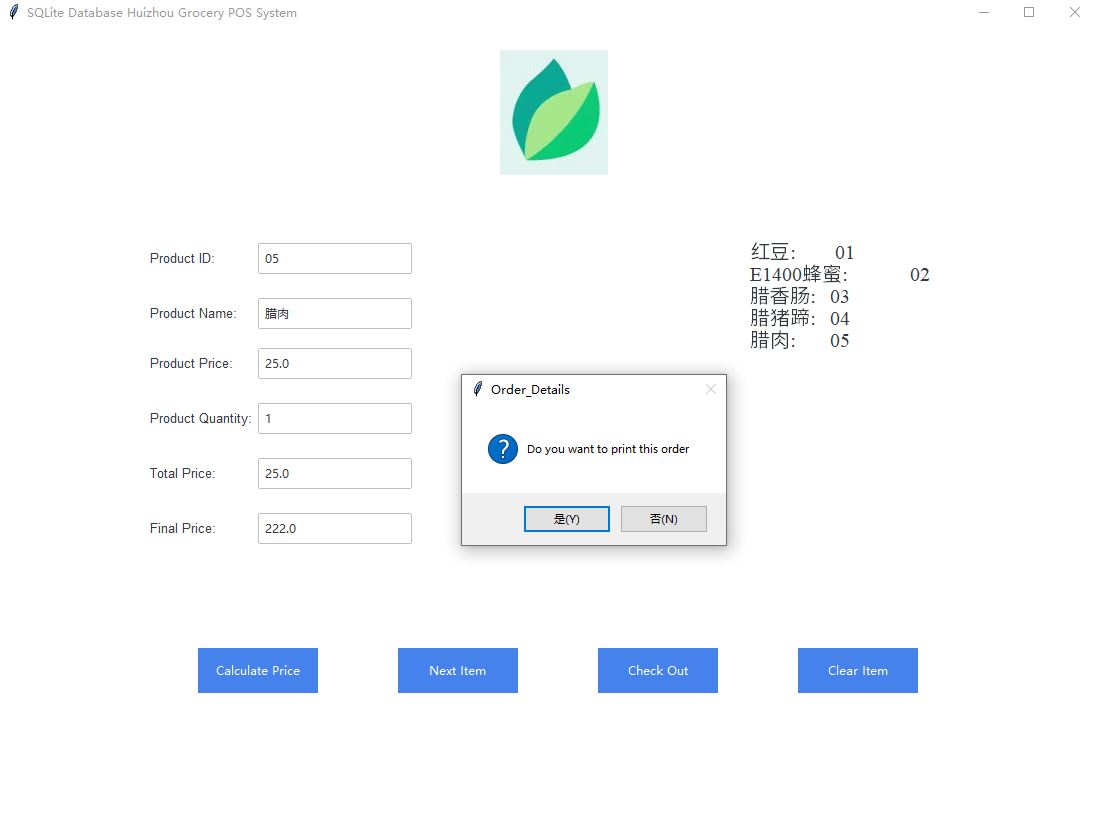 SQLite Database Huizhou Grocery POS System
Product ID: 05
Product Name: 腊肉
Product Price: 25.0
Product Quantity: 1
Total Price: 25.0
Final Price: 222.0
红豆: 01
E1400蜂蜜: 02
腊香肠: 03
腊猪蹄: 04
腊肉: 05
Order_Details
?
Do you want to print this order
是(Y) 否(N)
Calculate Price Next Item Check Out Clear Item